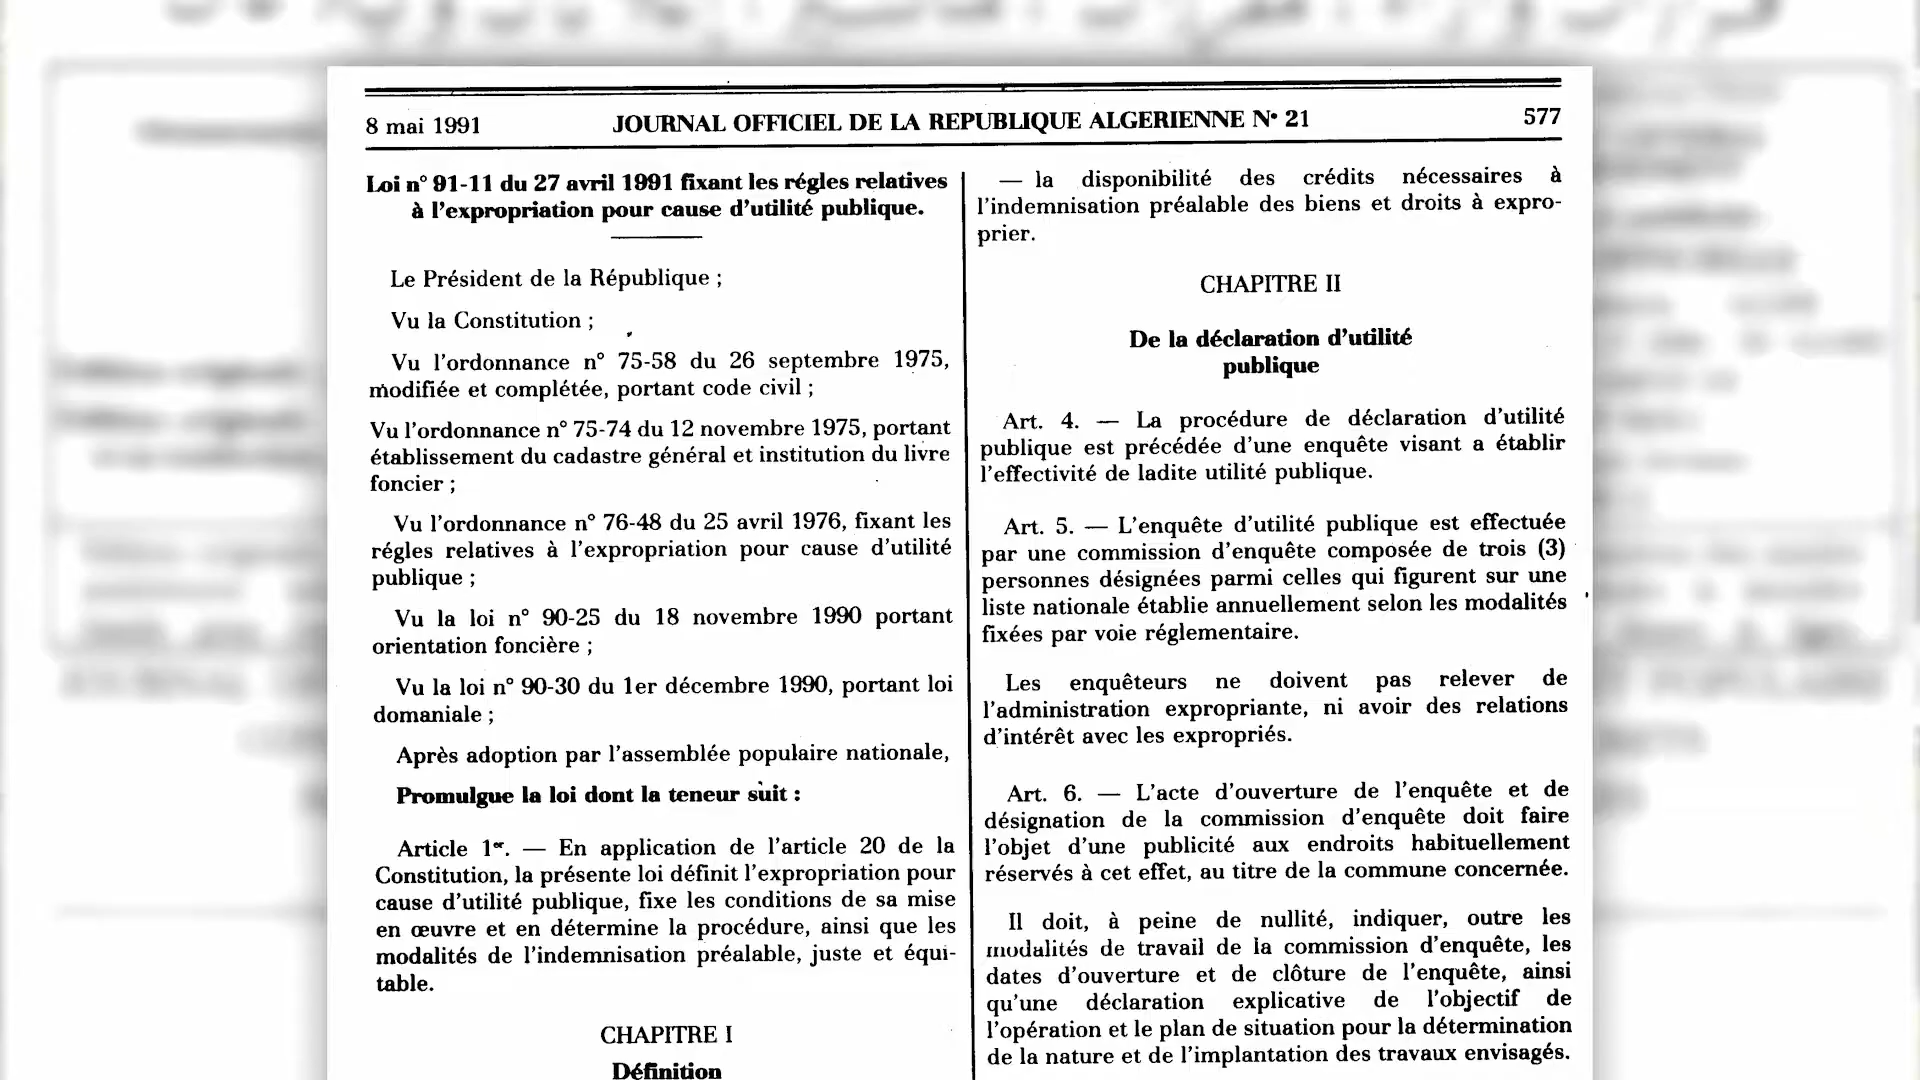 8 mai 1991
JOURNAL OFFICIEL DE LA REPUBLIQUE ALGERIENNE N° 21
577
Loi n° 91-11 du 27 avril 1991 fixant les régles relatives
à l'expropriation pour cause d'utilité publique.
Le Président de la République ;
Vu la Constitution ;
Vu l'ordonnance n° 75-58 du 26 septembre 1975,
modifiée et complétée, portant code civil ;
Vu l'ordonnance n° 75-74 du 12 novembre 1975, portant
établissement du cadastre général et institution du livre
foncier ;
Vu l'ordonnance n° 76-48 du 25 avril 1976, fixant les
régles relatives à l'expropriation pour cause d'utilité
publique ;
Vu la loi n° 90-25 du 18 novembre 1990 portant
orientation foncière ;
Vu la loi n° 90-30 du 1er décembre 1990, portant loi
domaniale ;
Après adoption par l'assemblée populaire nationale,
Promulgue la loi dont la teneur suit :
Article 1er. — En application de l'article 20 de la
Constitution, la présente loi définit l'expropriation pour
cause d'utilité publique, fixe les conditions de sa mise
en œuvre et en détermine la procédure, ainsi que les
modalités de l'indemnisation préalable, juste et équi-
table.
CHAPITRE I
Définition
— la disponibilité des crédits nécessaires à
l'indemnisation préalable des biens et droits à expro-
prier.
CHAPITRE II
De la déclaration d'utilité
publique
Art. 4. — La procédure de déclaration d'utilité
publique est précédée d'une enquête visant a établir
l'effectivité de ladite utilité publique.
Art. 5. — L'enquête d'utilité publique est effectuée
par une commission d'enquête composée de trois (3)
personnes désignées parmi celles qui figurent sur une
liste nationale établie annuellement selon les modalités
fixées par voie réglementaire.
Les enquêteurs ne doivent pas relever de
l'administration expropriante, ni avoir des relations
d'intérêt avec les expropriés.
Art. 6. — L'acte d'ouverture de l'enquête et de
désignation de la commission d'enquête doit faire
l'objet d'une publicité aux endroits habituellement
réservés à cet effet, au titre de la commune concernée.
Il doit, à peine de nullité, indiquer, outre les
modalités de travail de la commission d'enquête, les
dates d'ouverture et de clôture de l'enquête, ainsi
qu'une déclaration explicative de l'objectif de
l'opération et le plan de situation pour la détermination
de la nature et de l'implantation des travaux envisagés.